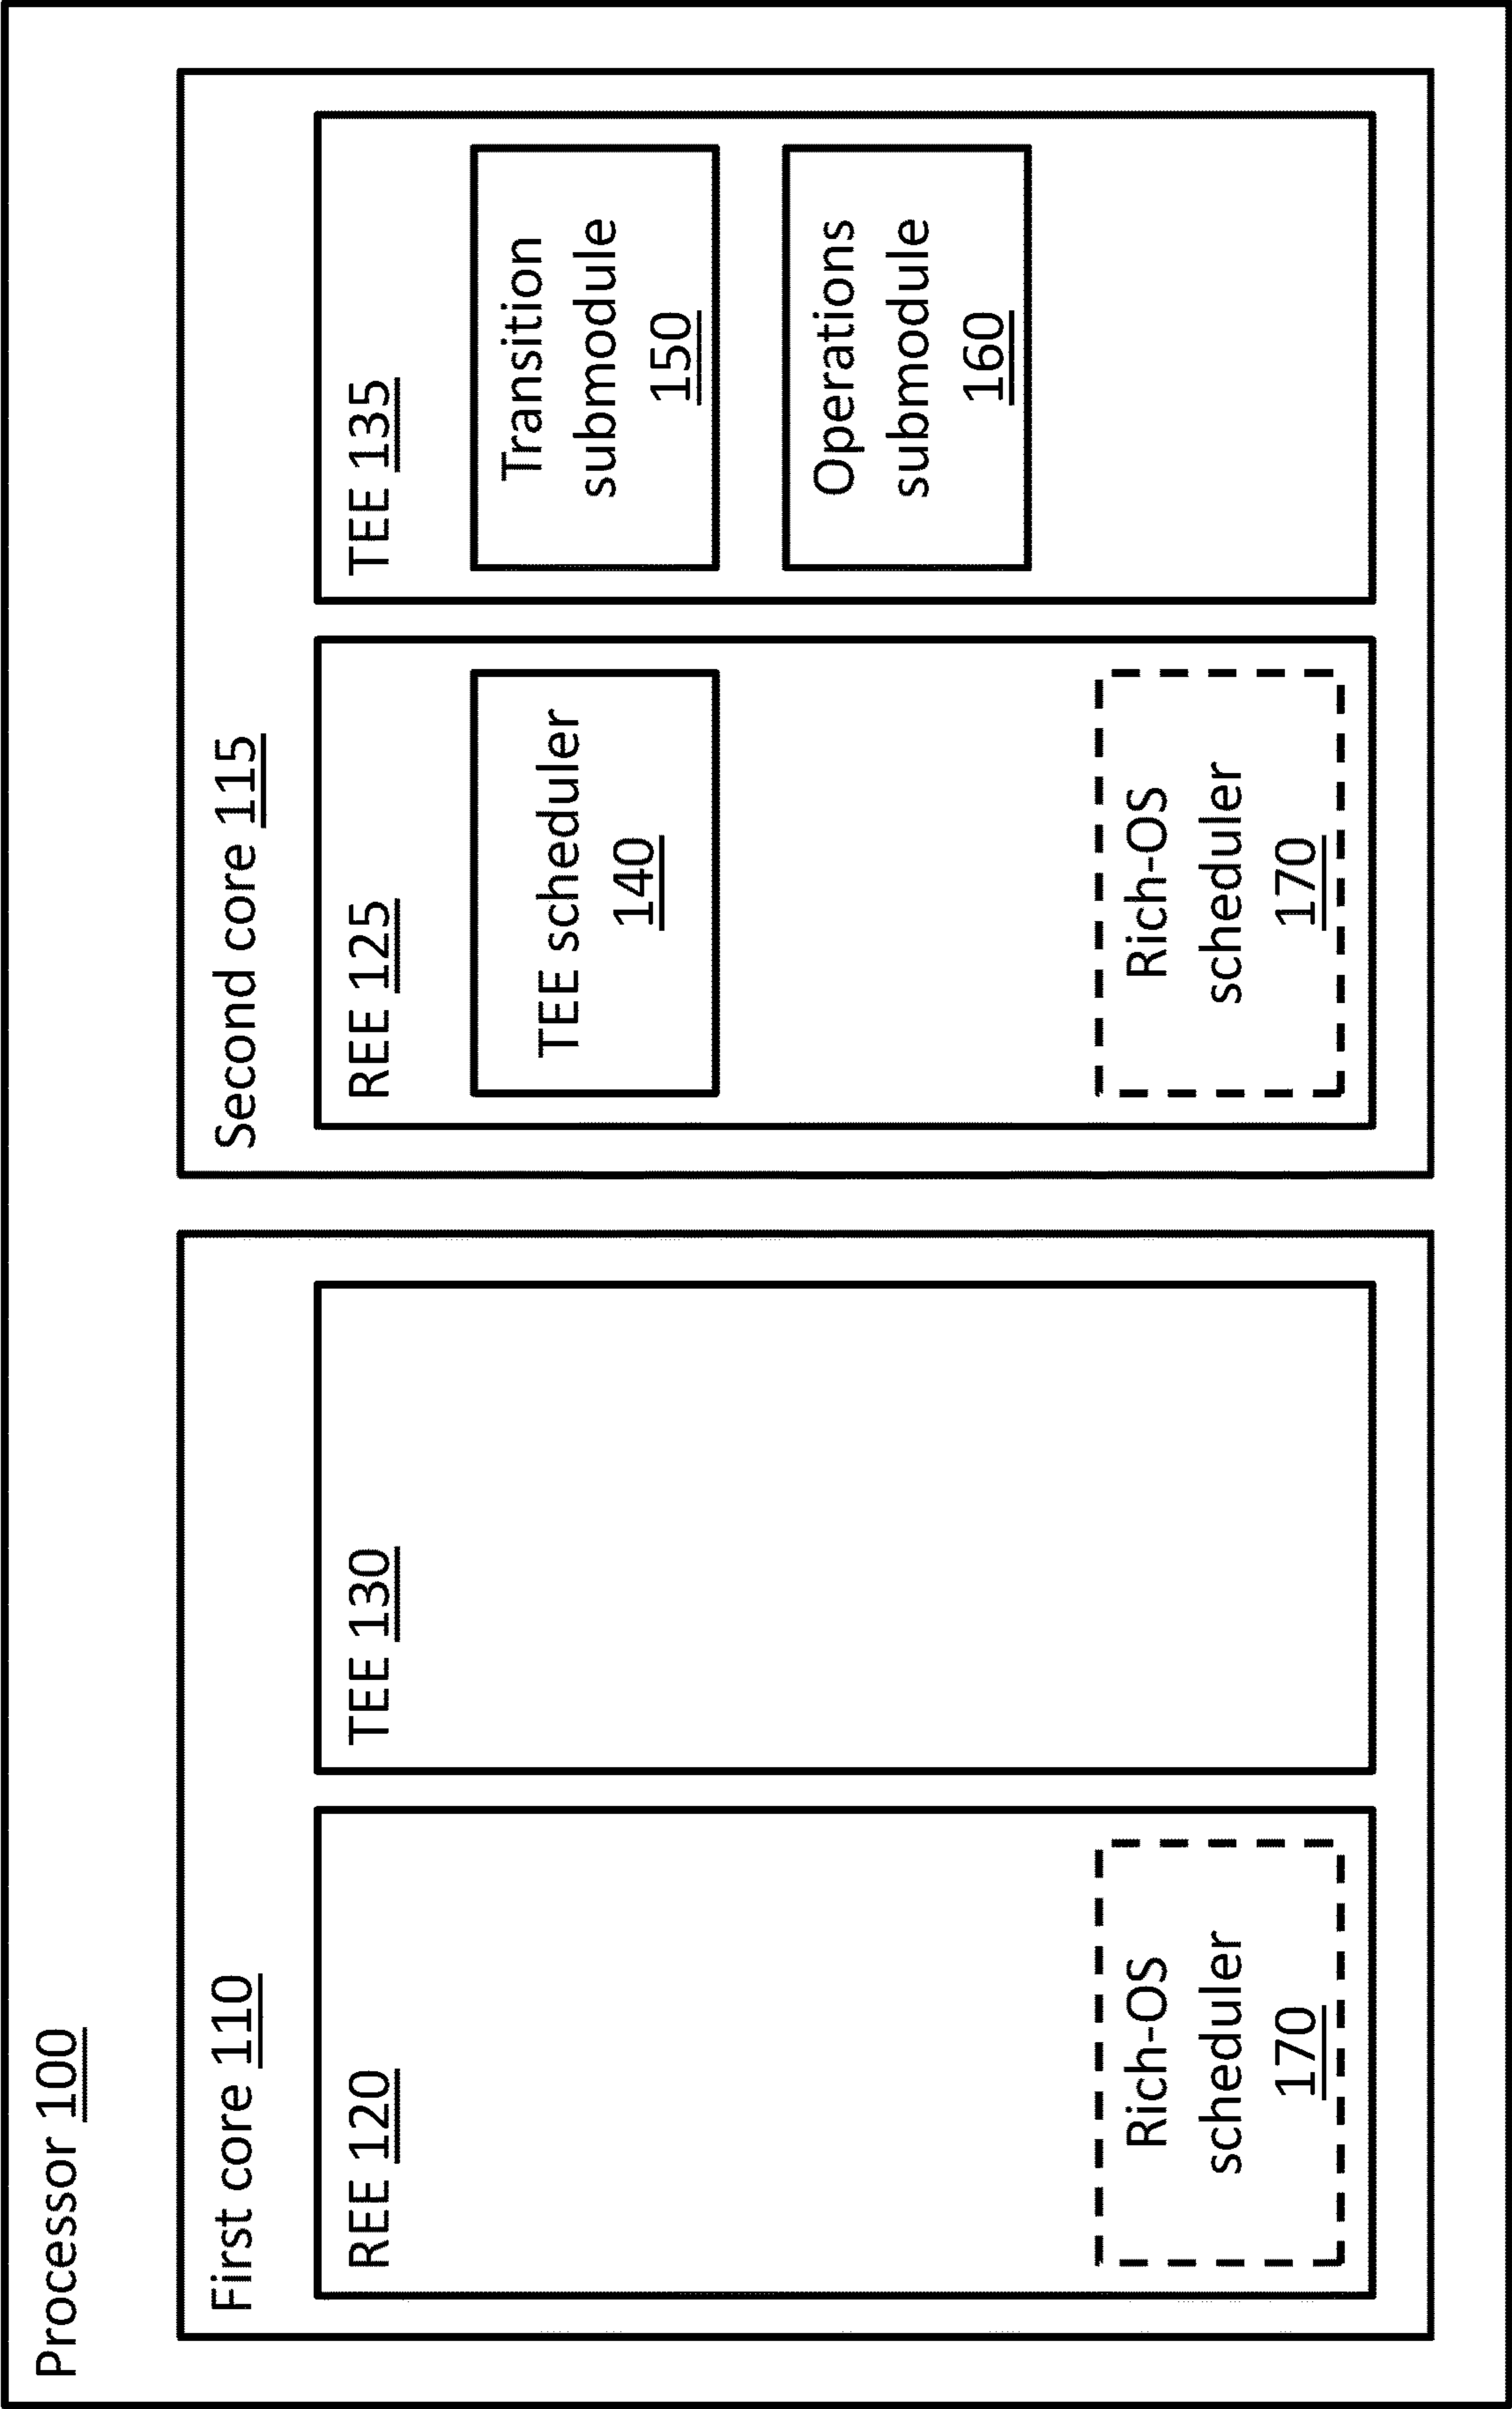 Processor 100
First core 110
REE 120
Rich-OS
scheduler
170
TEE 130
Second core 115
REE 125
TEE scheduler
140
Rich-OS
scheduler
170
TEE 135
Transition
submodule
150
Operations
submodule
160